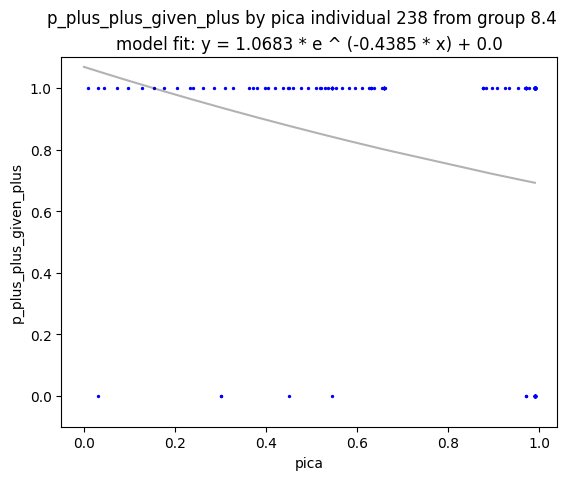 p_plus_plus_given_plus by pica individual 238 from group 8.4
model fit: y = 1.0683 * e ^ (-0.4385 * x) + 0.0
1.0
0.8
0.6
0.4
0.2
0.0
p_plus_plus_given_plus
0.0 0.2 0.4 0.6 0.8 1.0
pica